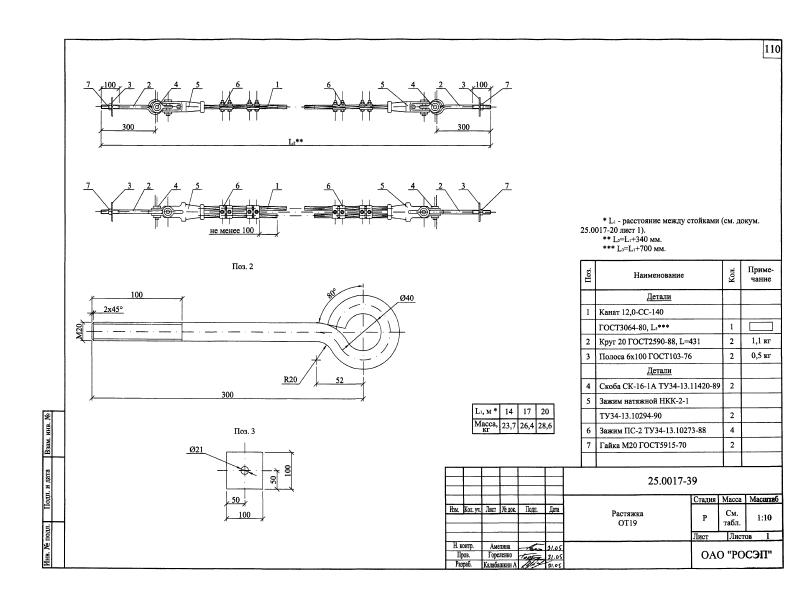 110
7 100 3 2 4 5 6 1
6 5 4 2 3 100 7
300
300
L₂**
7 3 2 4 5 6 1
6 5 4 2 3 7
не менее 100
* L₁ - расстояние между стойками (см. докум.
25.0017-20 лист 1).
** L₂=L₁+340 мм.
*** L₃=L₁+700 мм.
Поз. 2
100
2x45°
M20
80°
Ø40
R20
52
300
Поз. 3
Ø21
50
100
50
100
L₁, м * 14 17 20
Масса, кг 23,7 26,4 28,6
Поз. Наименование Кол. Приме-
чание
Детали
1 Канат 12,0-СС-140
ГОСТ3064-80, L₃*** 1
2 Круг 20 ГОСТ2590-88, L=431 2 1,1 кг
3 Полоса 6x100 ГОСТ103-76 2 0,5 кг
Детали
4 Скоба СК-16-1А ТУ34-13.11420-89 2
5 Зажим натяжной НКК-2-1
ТУ34-13.10294-90 2
6 Зажим ПС-2 ТУ34-13.10273-88 4
7 Гайка М20 ГОСТ5915-70 2
25.0017-39
Изм. Кол. уч. Лист № док. Подп. Дата
Растяжка
ОТ19
Стадия Масса Масштаб
Р См.
табл. 1:10
Лист Листов 1
Н. контр. Амелина 21.05
Пров. Гореленко 21.05
Разраб. Калабашкин А 21.05
ОАО "РОСЭП"
Взам. инв. №
Подп. и дата
Инв. № подл.